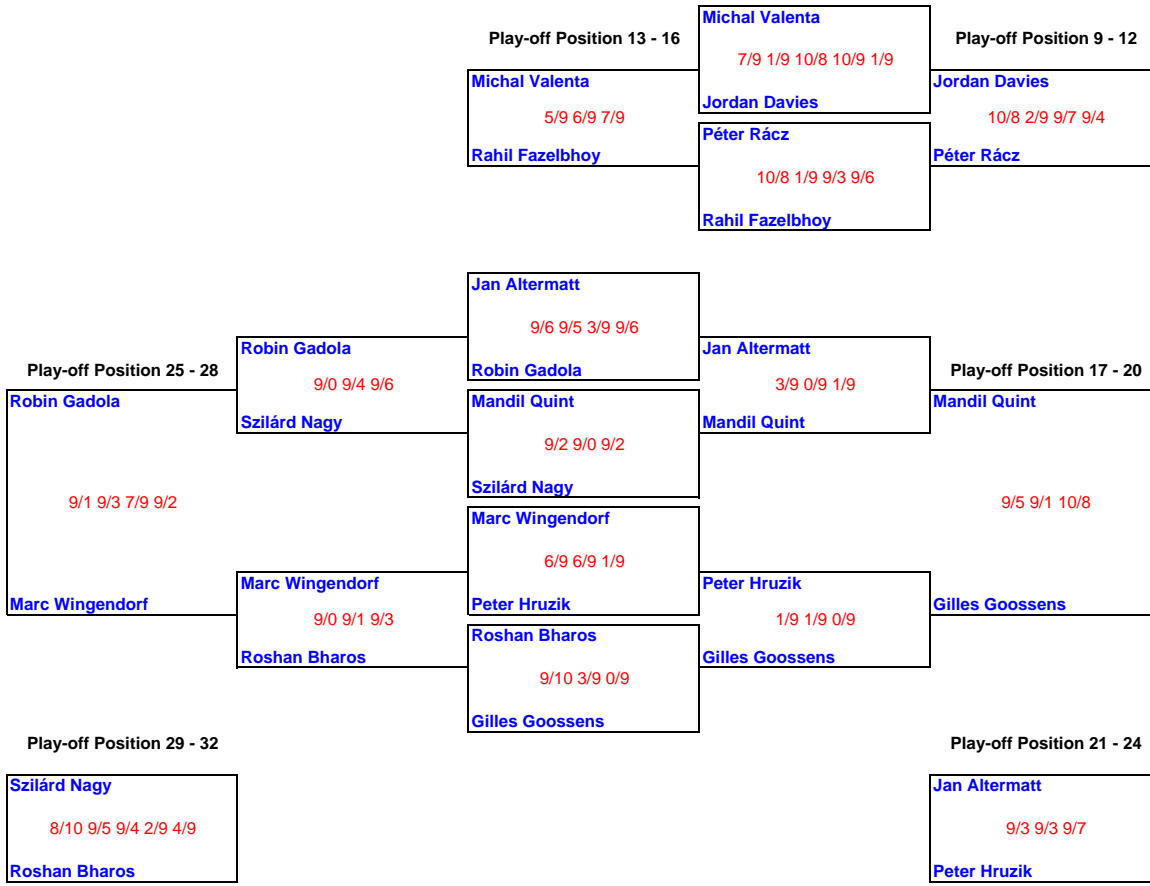 Michal Valenta
Play-off Position 13 - 16
Play-off Position 9 - 12
7/9 1/9 10/8 10/9 1/9
Michal Valenta
Jordan Davies
Jordan Davies
5/9 6/9 7/9
10/8 2/9 9/7 9/4
Péter Rácz
Rahil Fazelbhoy
Péter Rácz
10/8 1/9 9/3 9/6
Rahil Fazelbhoy
Jan Altermatt
9/6 9/5 3/9 9/6
Robin Gadola
Jan Altermatt
Play-off Position 25 - 28
Robin Gadola
Play-off Position 17 - 20
9/0 9/4 9/6
3/9 0/9 1/9
Robin Gadola
Mandil Quint
Mandil Quint
Szilárd Nagy
Mandil Quint
9/2 9/0 9/2
Szilárd Nagy
9/1 9/3 7/9 9/2
9/5 9/1 10/8
Marc Wingendorf
6/9 6/9 1/9
Marc Wingendorf
Peter Hruzik
Marc Wingendorf
Peter Hruzik
Gilles Goossens
9/0 9/1 9/3
1/9 1/9 0/9
Roshan Bharos
Roshan Bharos
Gilles Goossens
9/10 3/9 0/9
Gilles Goossens
Play-off Position 29 - 32
Play-off Position 21 - 24
Szilárd Nagy
Jan Altermatt
8/10 9/5 9/4 2/9 4/9
9/3 9/3 9/7
Roshan Bharos
Peter Hruzik